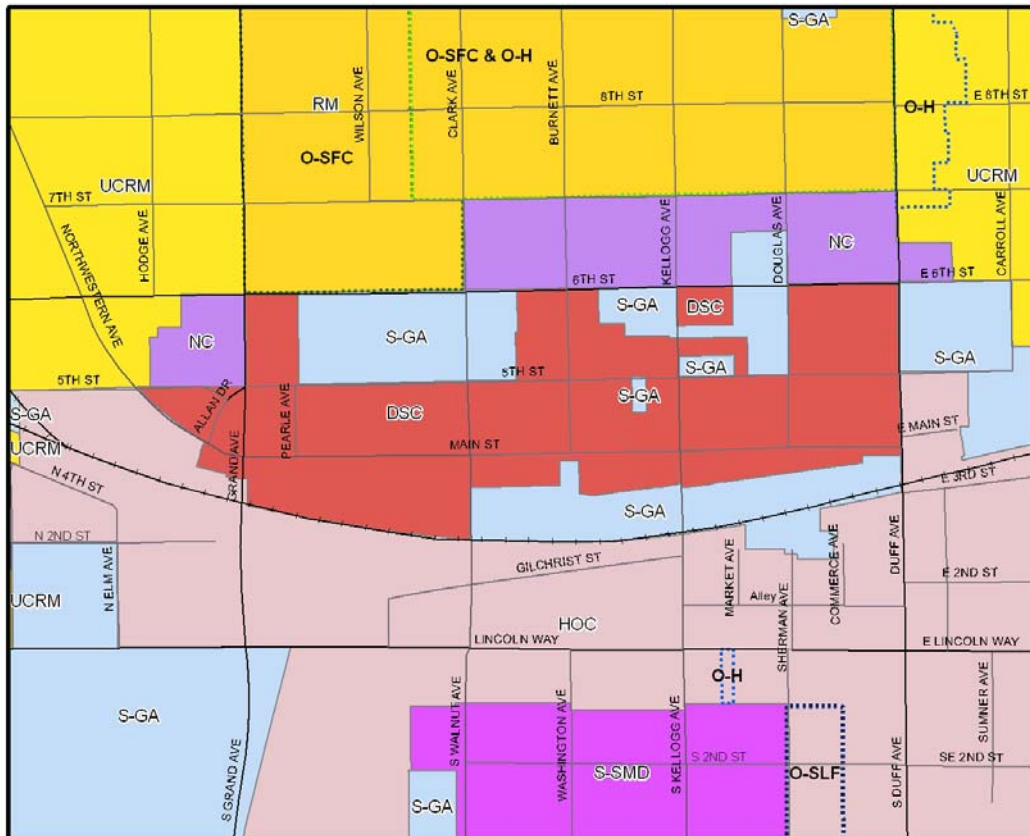 S-GA
O-SFC & O-H
WILSON AVE
CLARK AVE
BURNETT AVE
RM
8TH ST
O-H
E 8TH ST
O-SFC
UCRM
7TH ST
UCRM
NORTHWESTERN AVE
HODGE AVE
KELLOGG AVE
DOUGLAS AVE
NC
CARROLL AVE
6TH ST
E 6TH ST
NC
S-GA
S-GA
DSC
S-GA
5TH ST
5TH ST
S-GA
ALLAN DR
PEARLE AVE
DSC
S-GA
S-GA
MAIN ST
E MAIN ST
UCRM
GRAND AVE
N 4TH ST
E 3RD ST
S-GA
N 2ND ST
GILCHRIST ST
DUFF AVE
N ELM AVE
MARKET AVE
COMMERCE AVE
E 2ND ST
UCRM
Alley
SHERMAN AVE
HOC
LINCOLN WAY
E LINCOLN WAY
O-H
S-GA
S WALNUT AVE
WASHINGTON AVE
S KELLOGG AVE
SUMNER AVE
S GRAND AVE
S-SMD
S 2ND ST
O-SLF
S DUFF AVE
SE 2ND ST
S-GA